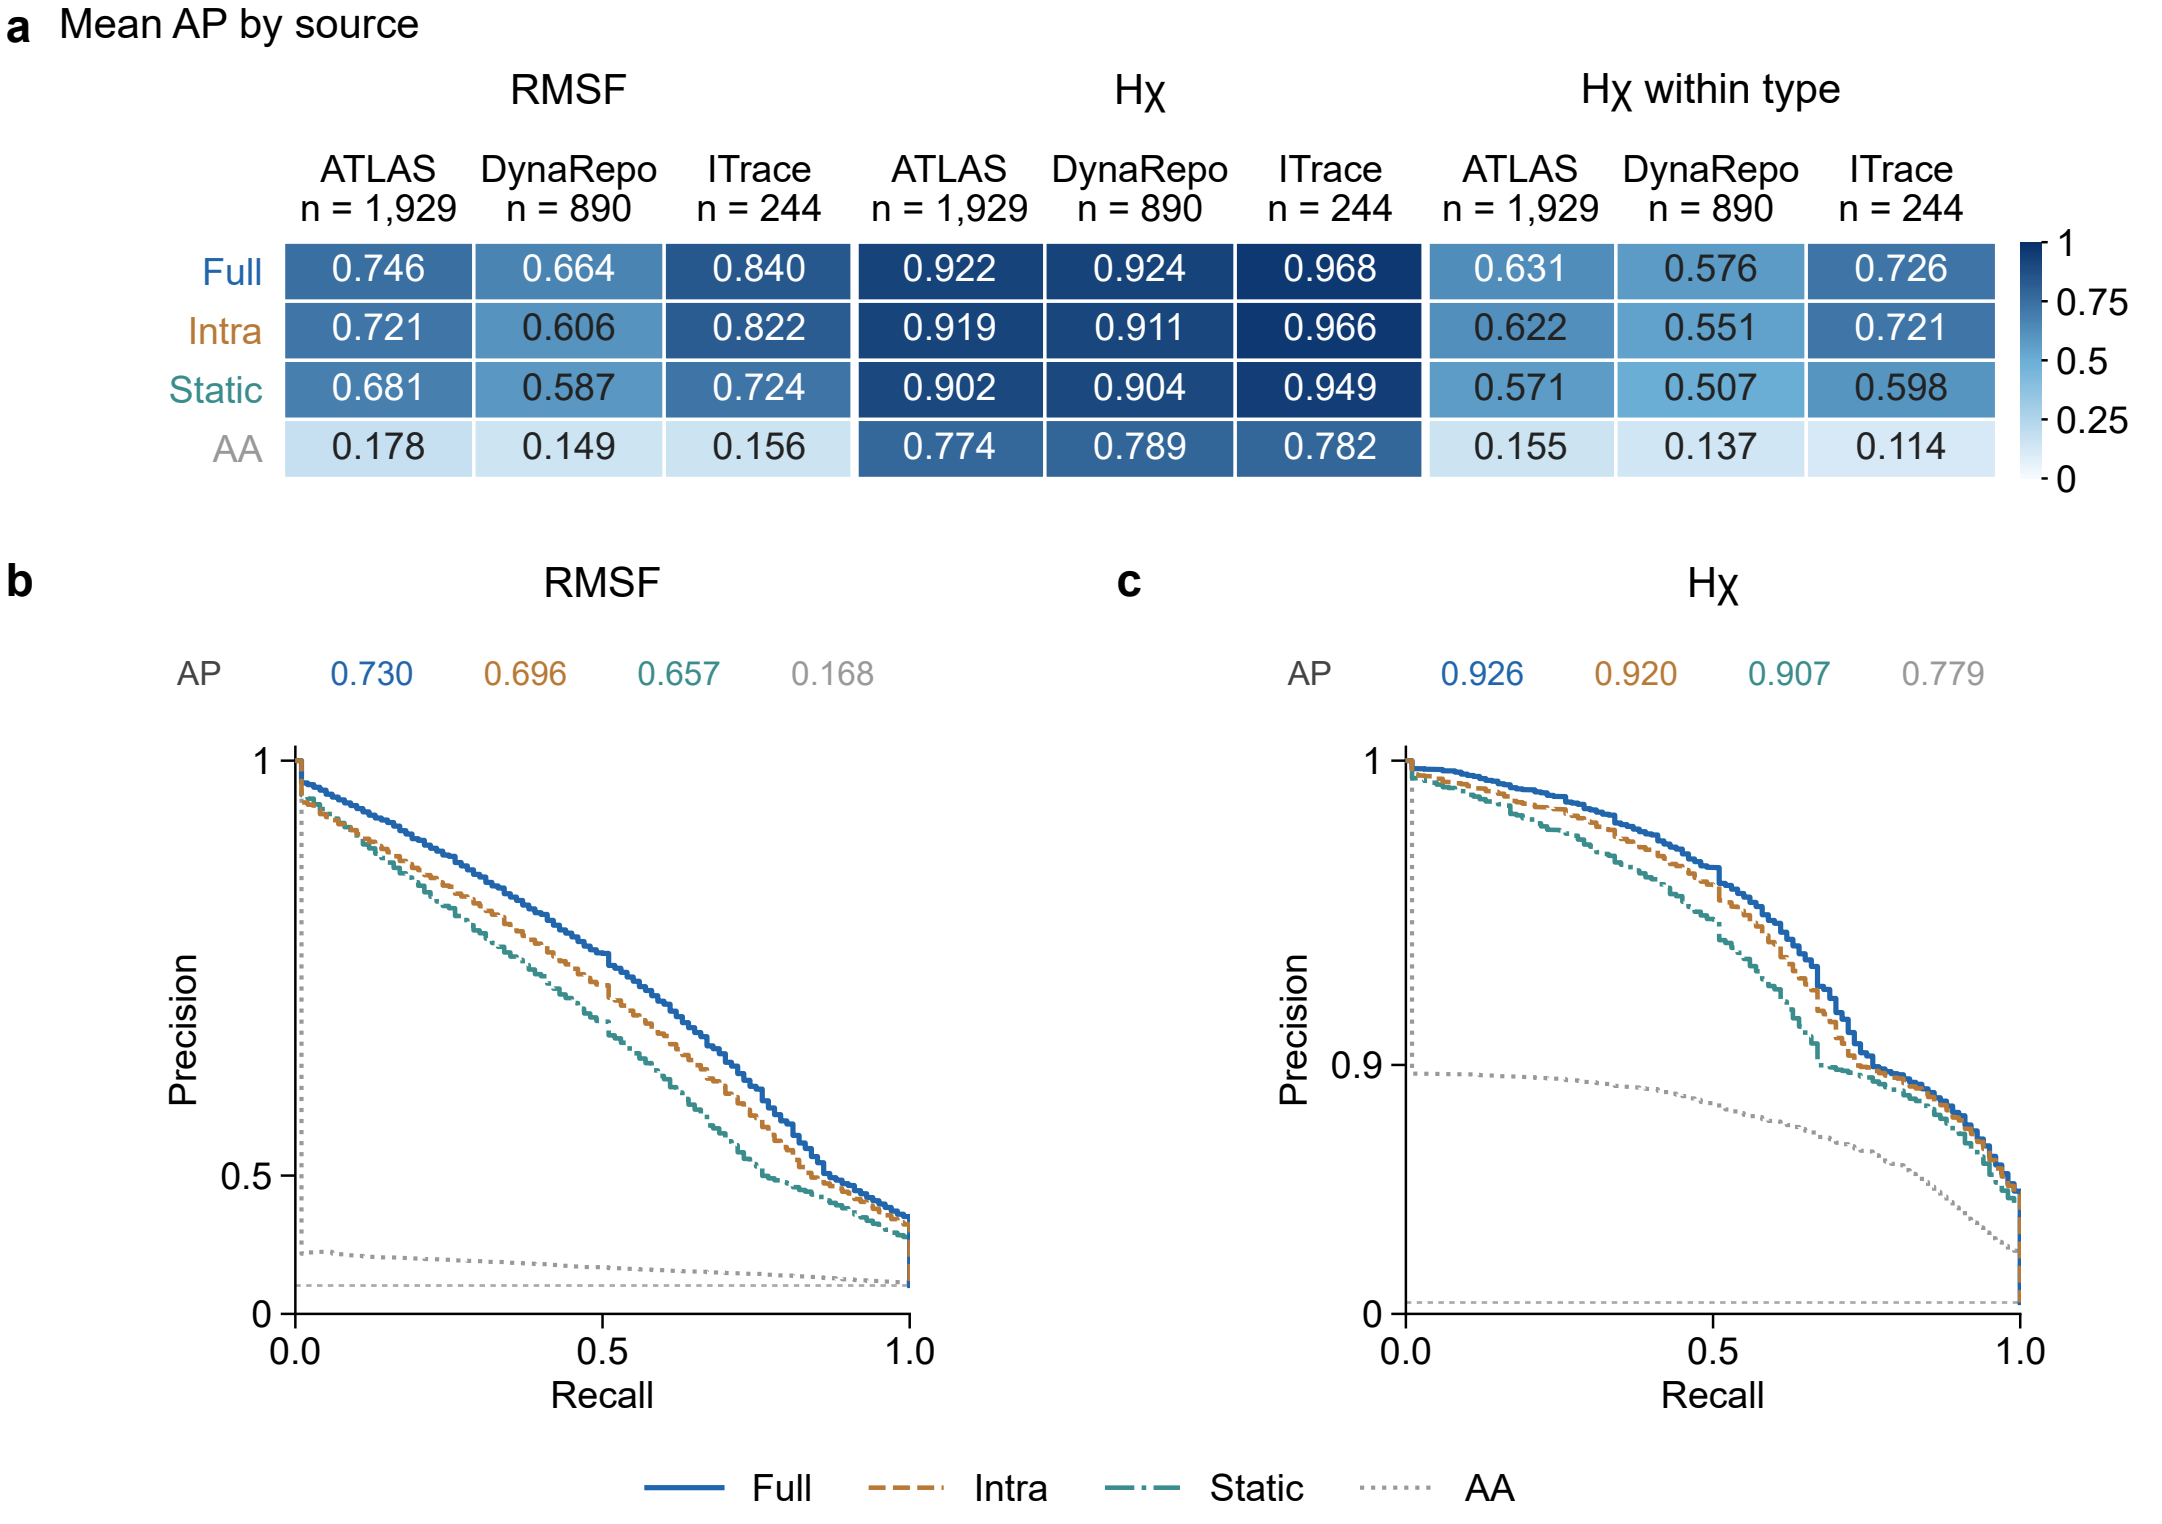 a Mean AP by source
RMSF Hχ Hχ within type
ATLAS DynaRepo ITrace ATLAS DynaRepo ITrace ATLAS DynaRepo ITrace
n = 1,929 n = 890 n = 244 n = 1,929 n = 890 n = 244 n = 1,929 n = 890 n = 244
Full 0.746 0.664 0.840 0.922 0.924 0.968 0.631 0.576 0.726
Intra 0.721 0.606 0.822 0.919 0.911 0.966 0.622 0.551 0.721
Static 0.681 0.587 0.724 0.902 0.904 0.949 0.571 0.507 0.598
AA 0.178 0.149 0.156 0.774 0.789 0.782 0.155 0.137 0.114
1
0.75
0.5
0.25
0
b RMSF
AP 0.730 0.696 0.657 0.168
1
0.5
0
Precision
0.0 0.5 1.0
Recall
c Hχ
AP 0.926 0.920 0.907 0.779
1
0.9
0
Precision
0.0 0.5 1.0
Recall
Full Intra Static AA